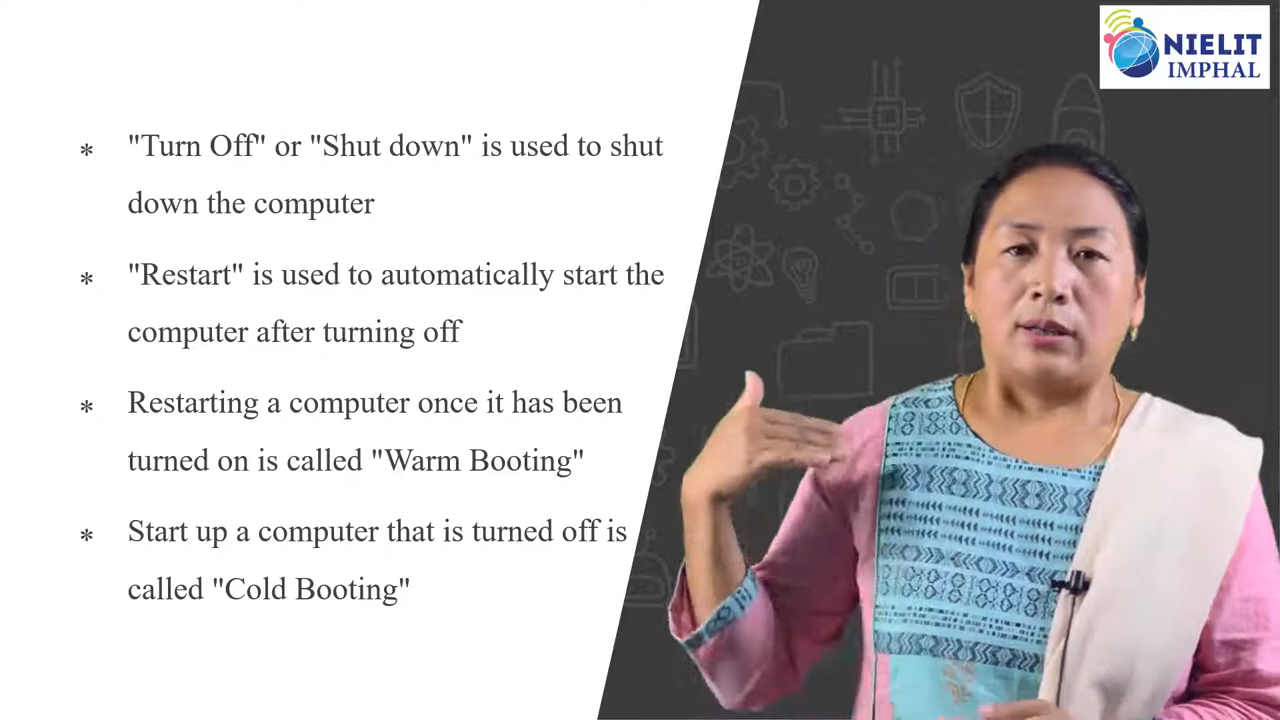 NIELIT
IMPHAL
* "Turn Off" or "Shut down" is used to shut
down the computer
* "Restart" is used to automatically start the
computer after turning off
* Restarting a computer once it has been
turned on is called "Warm Booting"
* Start up a computer that is turned off is
called "Cold Booting"